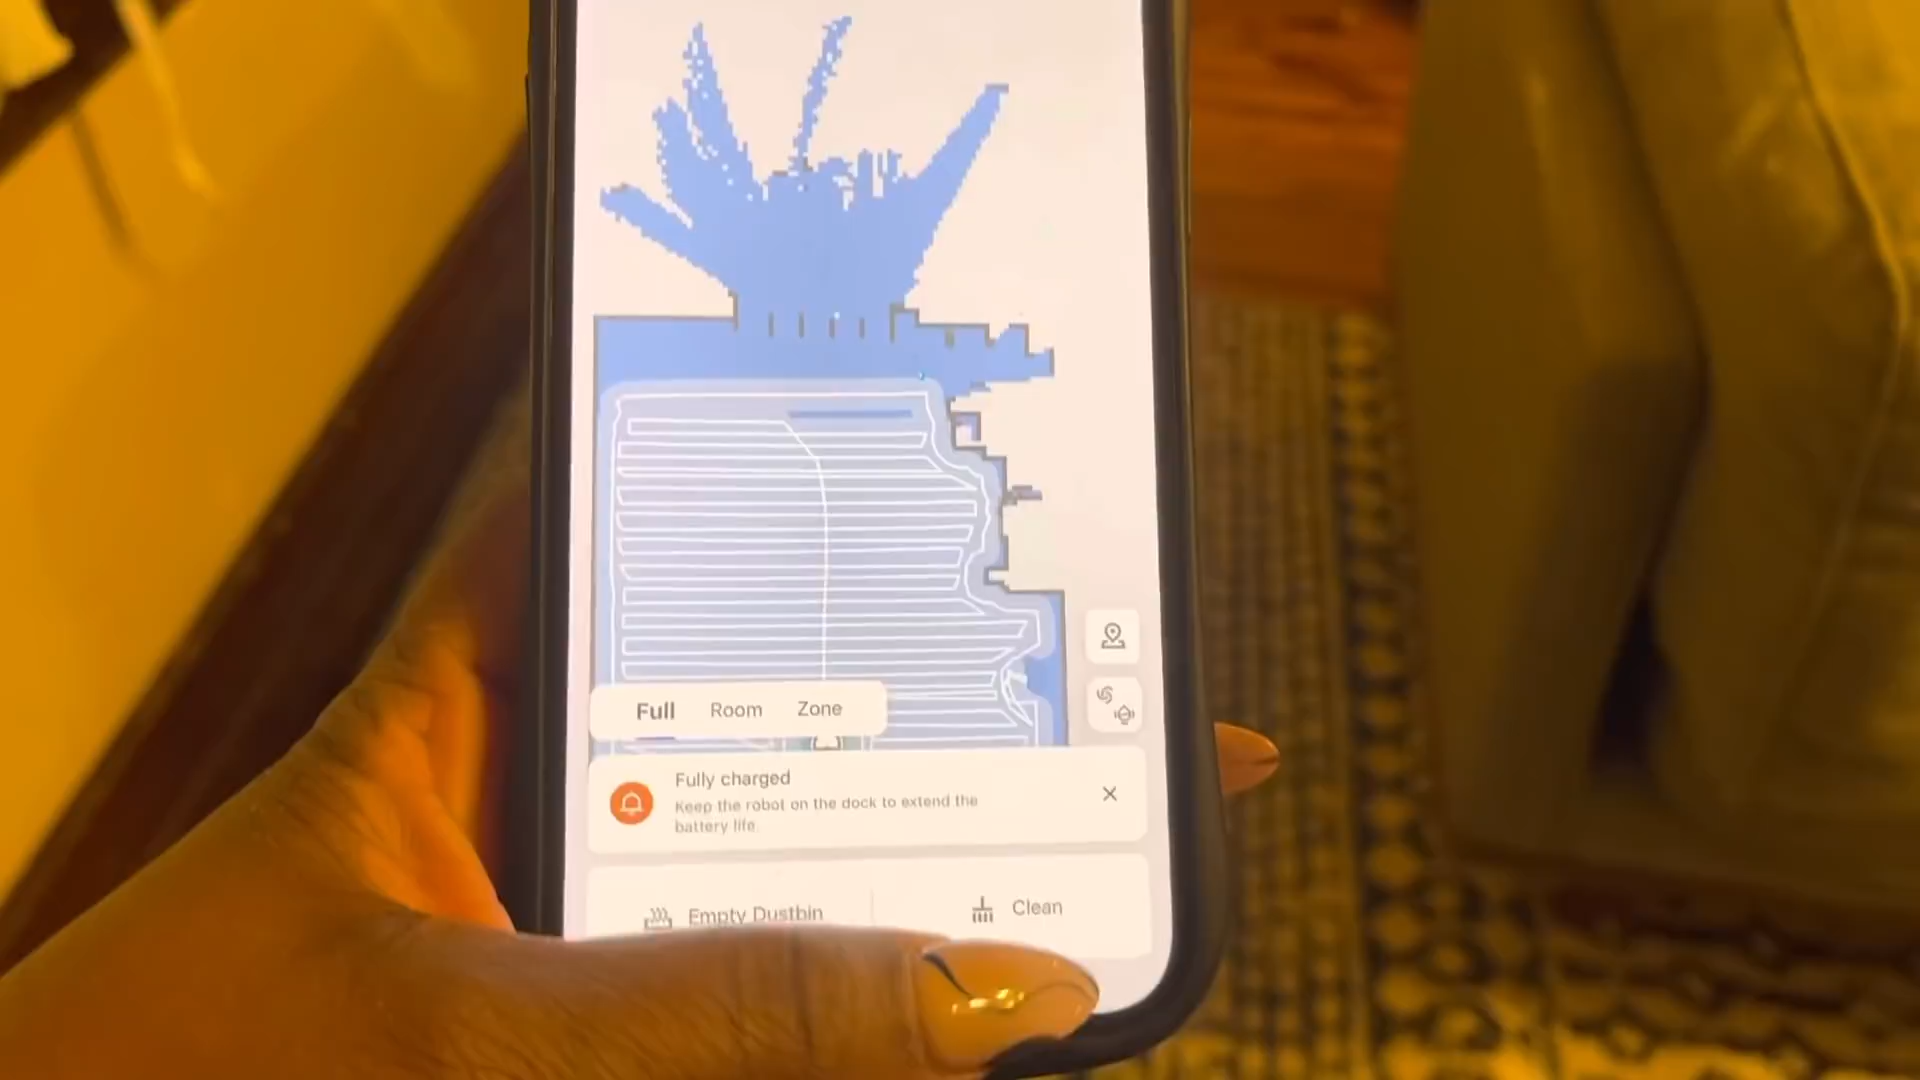 Full Room Zone
Fully charged
Keep the robot on the dock to extend the
battery life
Empty Dustbin
Clean